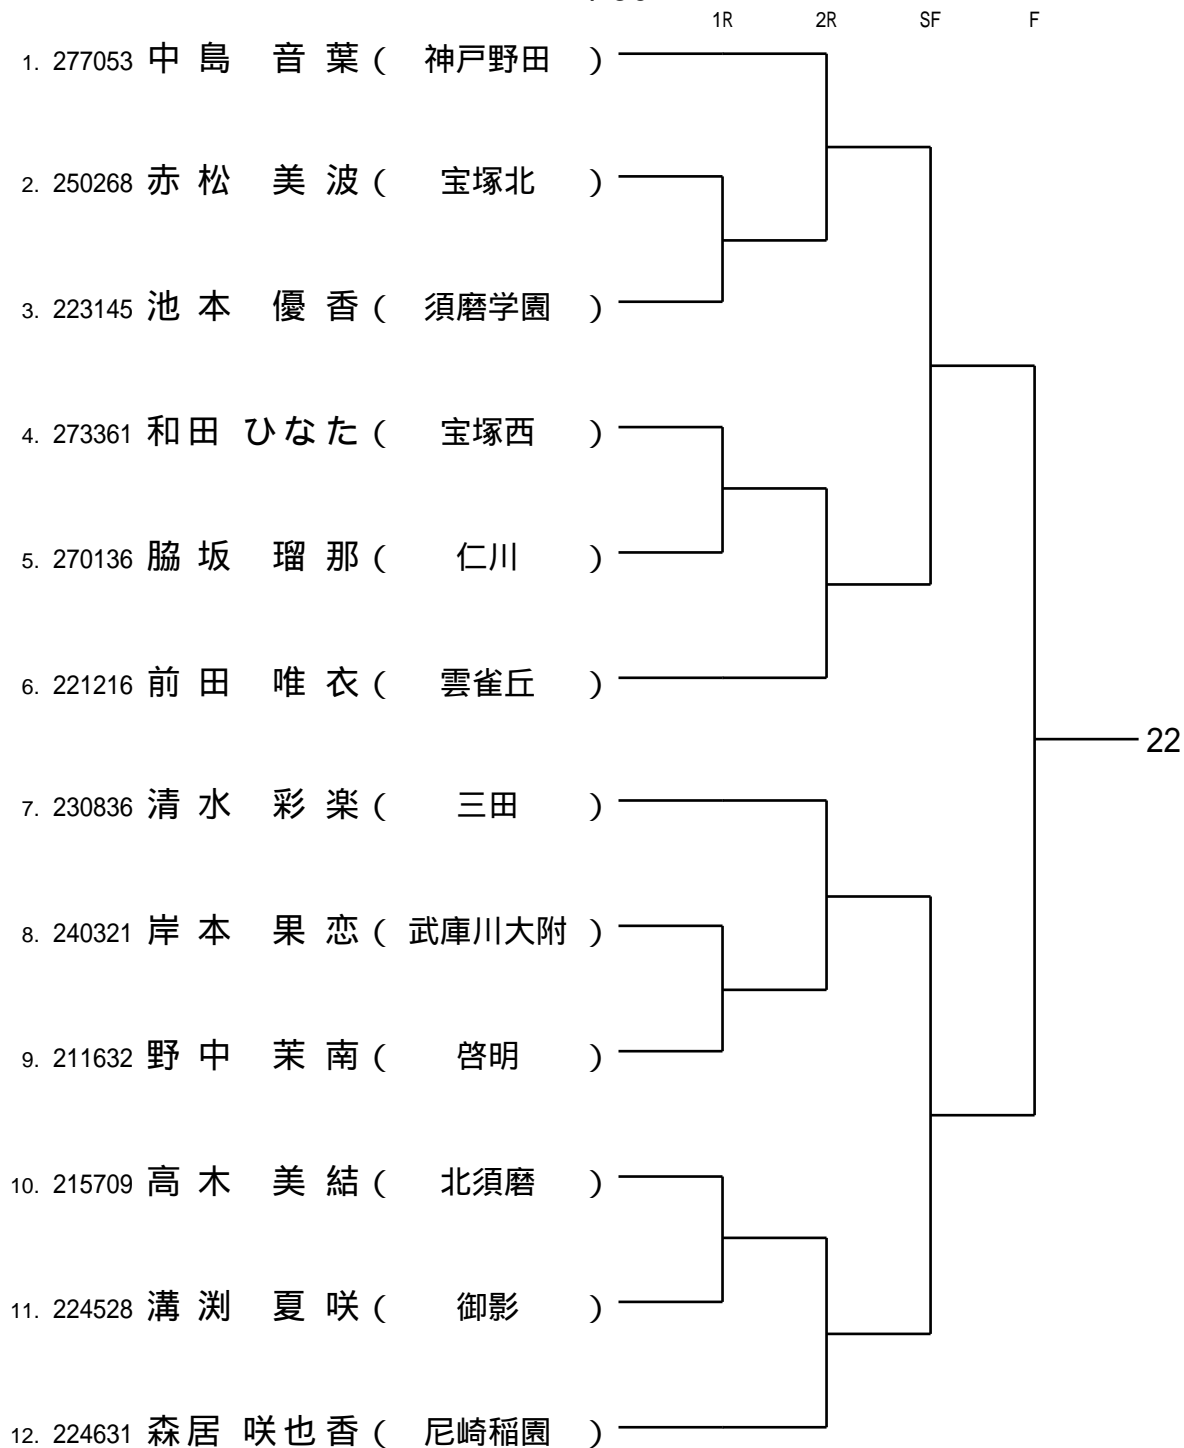 1R 2R SF F
1. 277053 中島 音葉 ( 神戸野田 )
2. 250268 赤松 美波 ( 宝塚北 )
3. 223145 池本 優香 ( 須磨学園 )
4. 273361 和田 ひなた ( 宝塚西 )
5. 270136 脇坂 瑠那 ( 仁川 )
6. 221216 前田 唯衣 ( 雲雀丘 )
22
7. 230836 清水 彩楽 ( 三田 )
8. 240321 岸本 果恋 ( 武庫川大附 )
9. 211632 野中 茉南 ( 啓明 )
10. 215709 高木 美結 ( 北須磨 )
11. 224528 溝渕 夏咲 ( 御影 )
12. 224631 森居 咲也香 ( 尼崎稲園 )